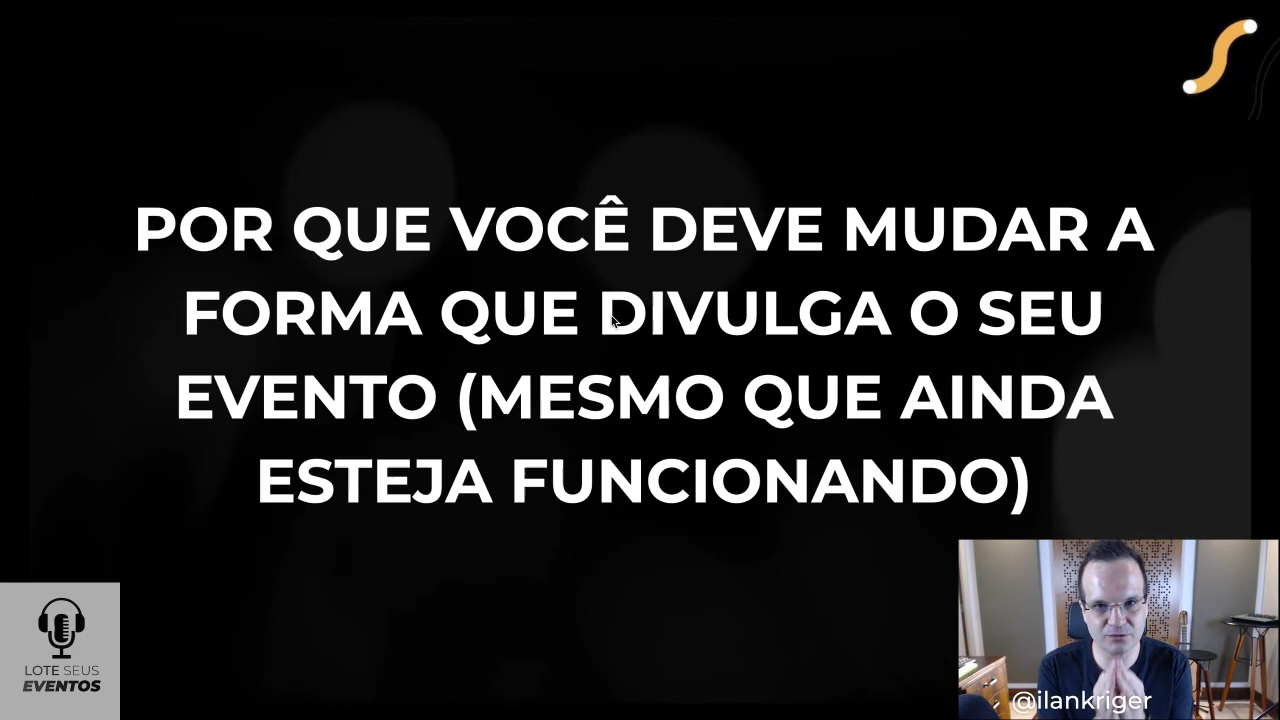 POR QUE VOCÊ DEVE MUDAR A
FORMA QUE DIVULGA O SEU
EVENTO (MESMO QUE AINDA
ESTEJA FUNCIONANDO)
LOTE SEUS
EVENTOS
@ilankriger